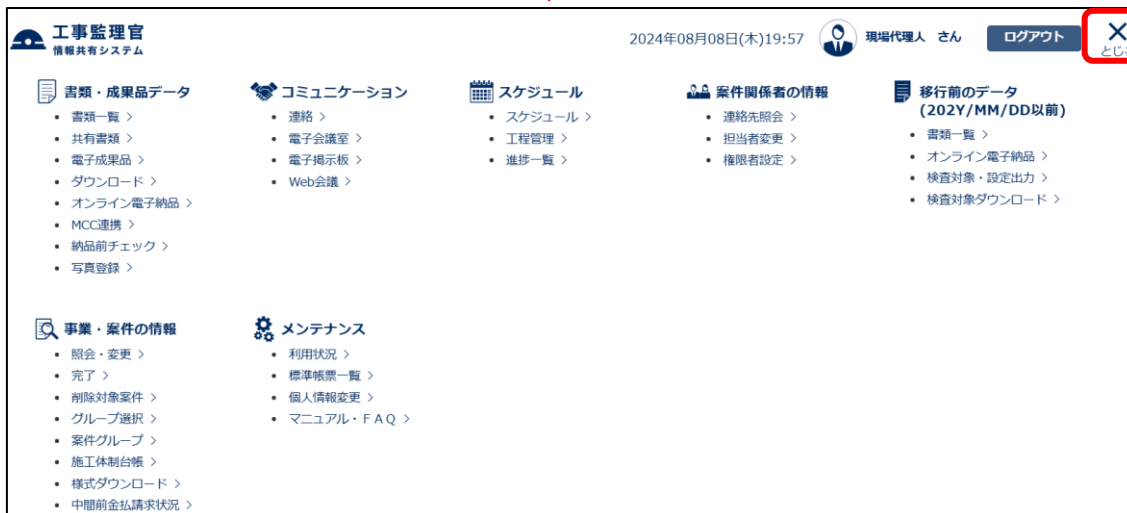 工事監理官
情報共有システム
2024年08月08日(木)19:57
現場代理人 さん
ログアウト
とじ
書類・成果品データ
・ 書類一覧 >
・ 共有書類 >
・ 電子成果品 >
・ ダウンロード >
・ オンライン電子納品 >
・ MCC連携 >
・ 納品前チェック >
・ 写真登録 >
コミュニケーション
・ 連絡 >
・ 電子会議室 >
・ 電子掲示板 >
・ Web会議 >
スケジュール
・ スケジュール >
・ 工程管理 >
・ 進捗一覧 >
案件関係者の情報
・ 連絡先照会 >
・ 担当者変更 >
・ 権限者設定 >
移行前のデータ
(202Y/MM/DD以前)
・ 書類一覧 >
・ オンライン電子納品 >
・ 検査対象・設定出力 >
・ 検査対象ダウンロード >
事業・案件の情報
・ 照会・変更 >
・ 完了 >
・ 削除対象案件 >
・ グループ選択 >
・ 案件グループ >
・ 施工体制台帳 >
・ 様式ダウンロード >
・ 中間前金払請求状況 >
メンテナンス
・ 利用状況 >
・ 標準帳票一覧 >
・ 個人情報変更 >
・ マニュアル・ＦＡＱ >